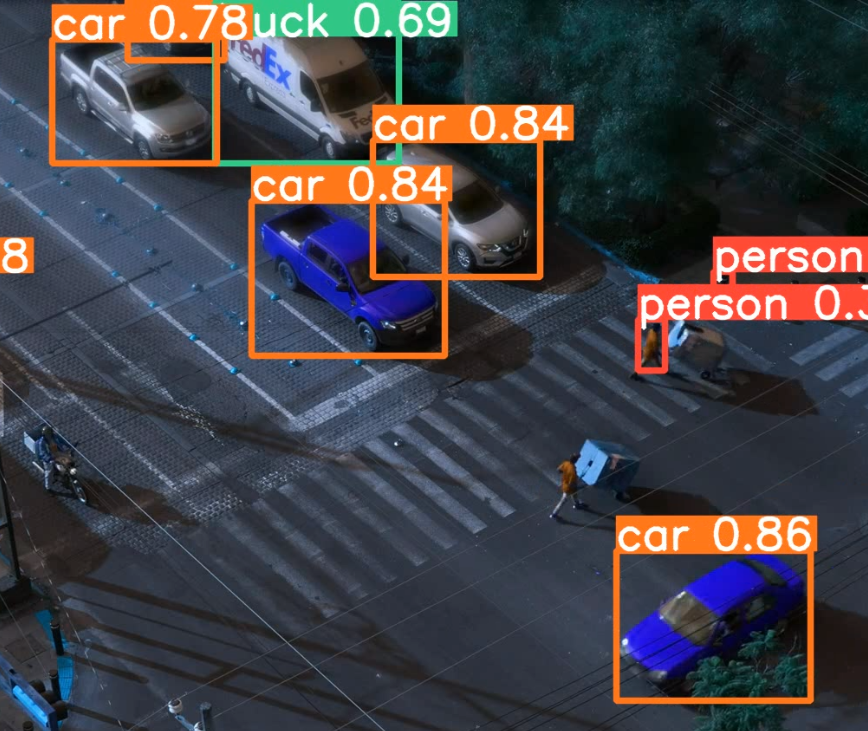 car 0.78
uck 0.69
FedEx
car 0.84
car 0.84
8
person
person 0.3
car 0.86